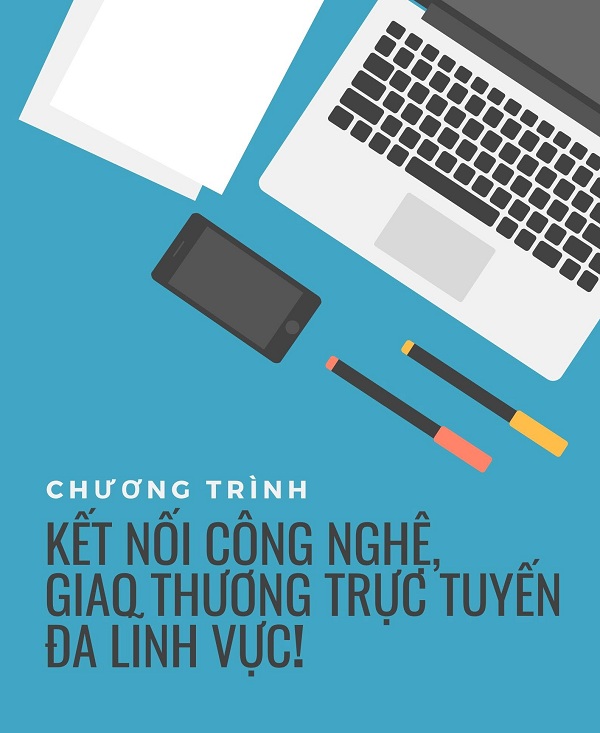 CHƯƠNG TRÌNH
KẾT NỐI CÔNG NGHỆ,
GIAO THƯƠNG TRỰC TUYẾN
ĐA LĨNH VỰC!